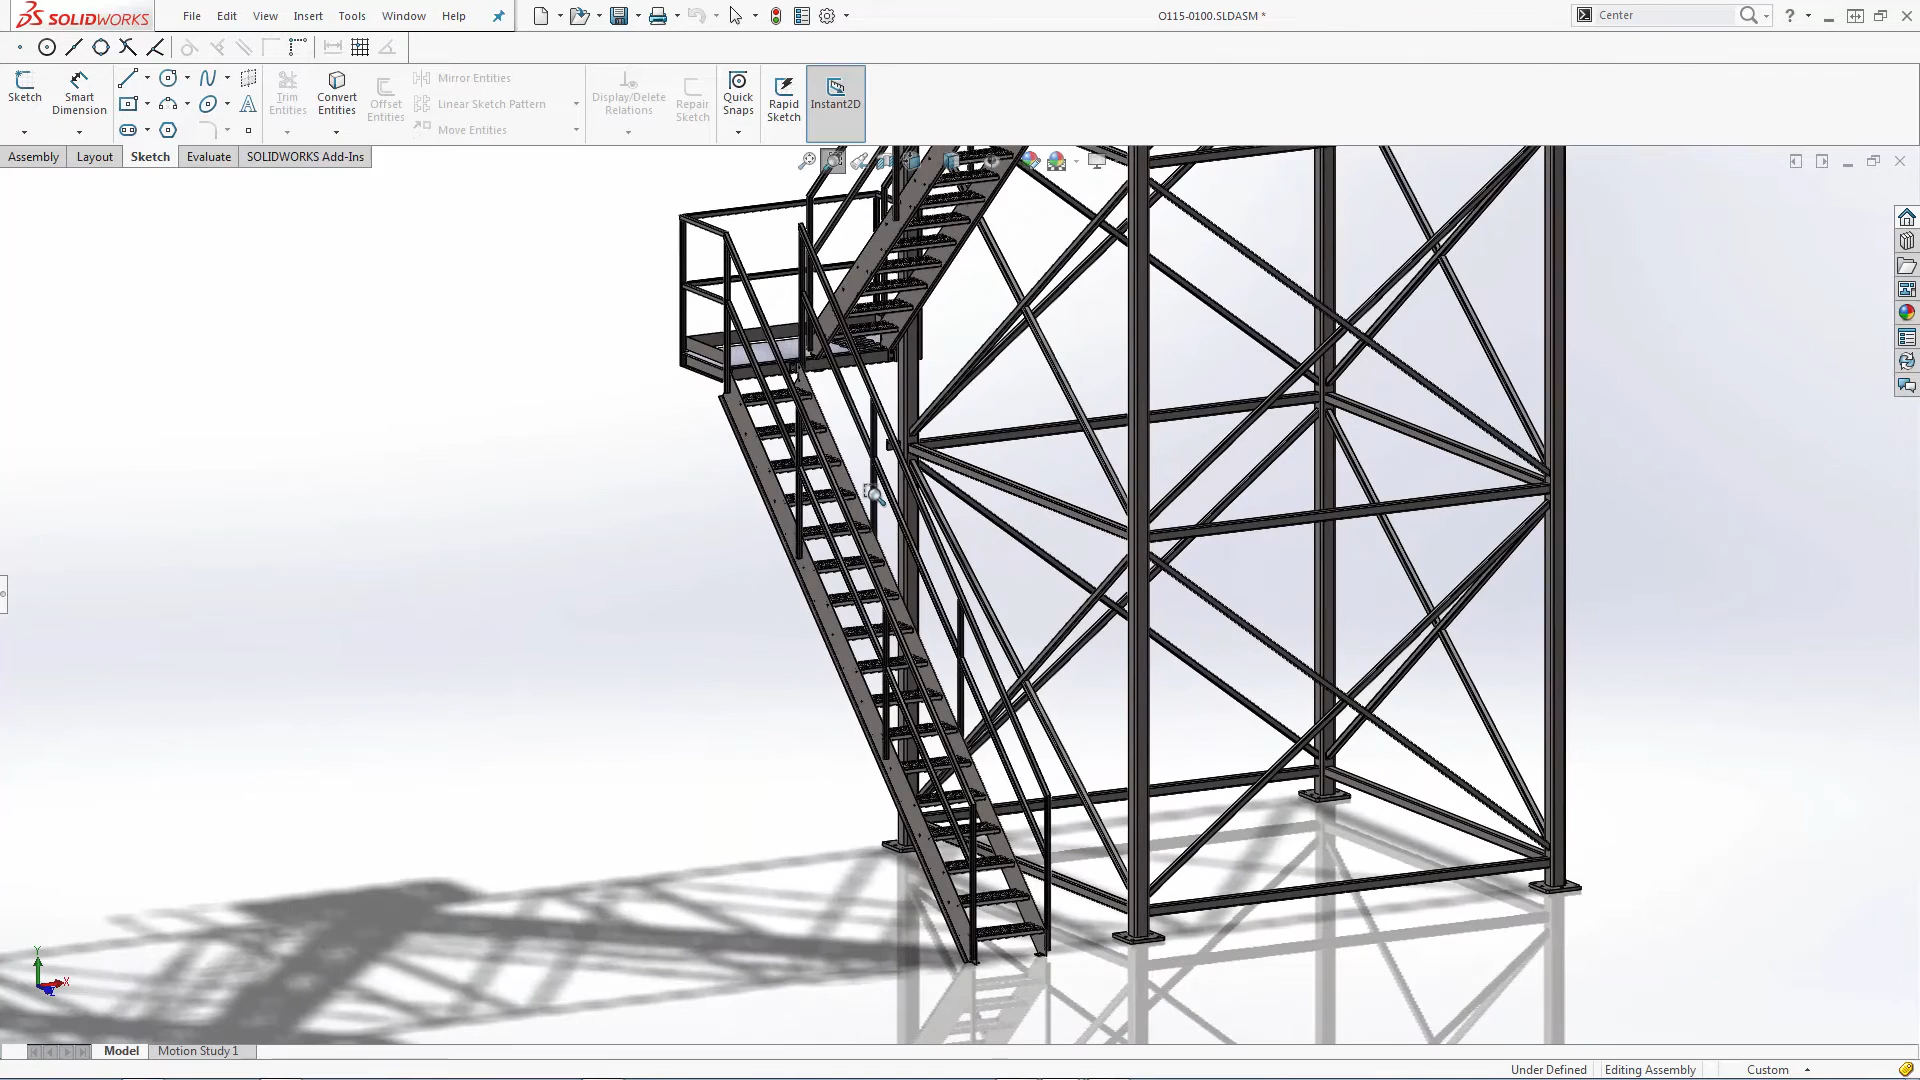 SOLIDWORKS File Edit View Insert Tools Window Help O115-0100.SLDASM * Center ?
Sketch Smart Dimension Trim Entities Convert Entities Offset Entities Mirror Entities Linear Sketch Pattern Move Entities Display/Delete Relations Repair Sketch Quick Snaps Rapid Sketch Instant2D
Assembly Layout Sketch Evaluate SOLIDWORKS Add-Ins
Y
X
Z
Model Motion Study 1
Under Defined Editing Assembly Custom